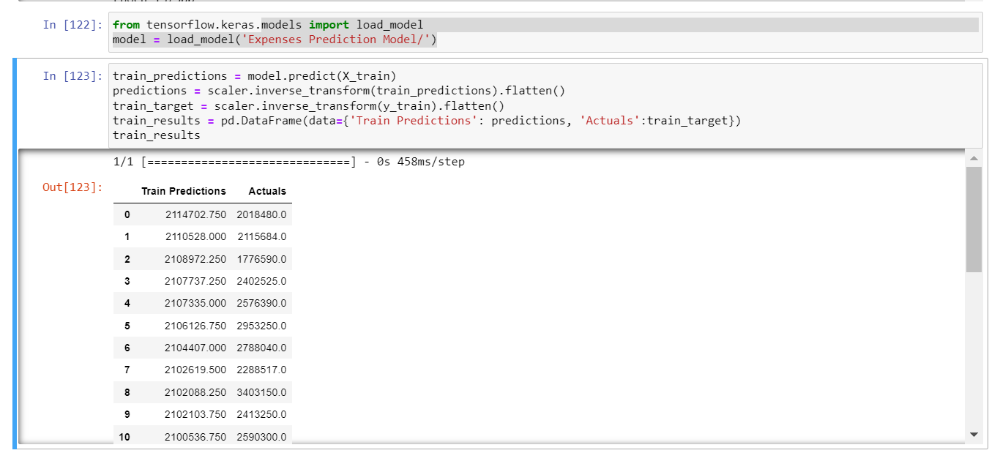 In [122]: from tensorflow.keras.models import load_model
model = load_model('Expenses Prediction Model/')
In [123]: train_predictions = model.predict(X_train)
predictions = scaler.inverse_transform(train_predictions).flatten()
train_target = scaler.inverse_transform(y_train).flatten()
train_results = pd.DataFrame(data={'Train Predictions': predictions, 'Actuals':train_target})
train_results
1/1 [==============================] - 0s 458ms/step
Out[123]:
Train Predictions Actuals
0 2114702.750 2018480.0
1 2110528.000 2115684.0
2 2108972.250 1776590.0
3 2107737.250 2402525.0
4 2107335.000 2576390.0
5 2106126.750 2953250.0
6 2104407.000 2788040.0
7 2102619.500 2288517.0
8 2102088.250 3403150.0
9 2102103.750 2413250.0
10 2100536.750 2590300.0